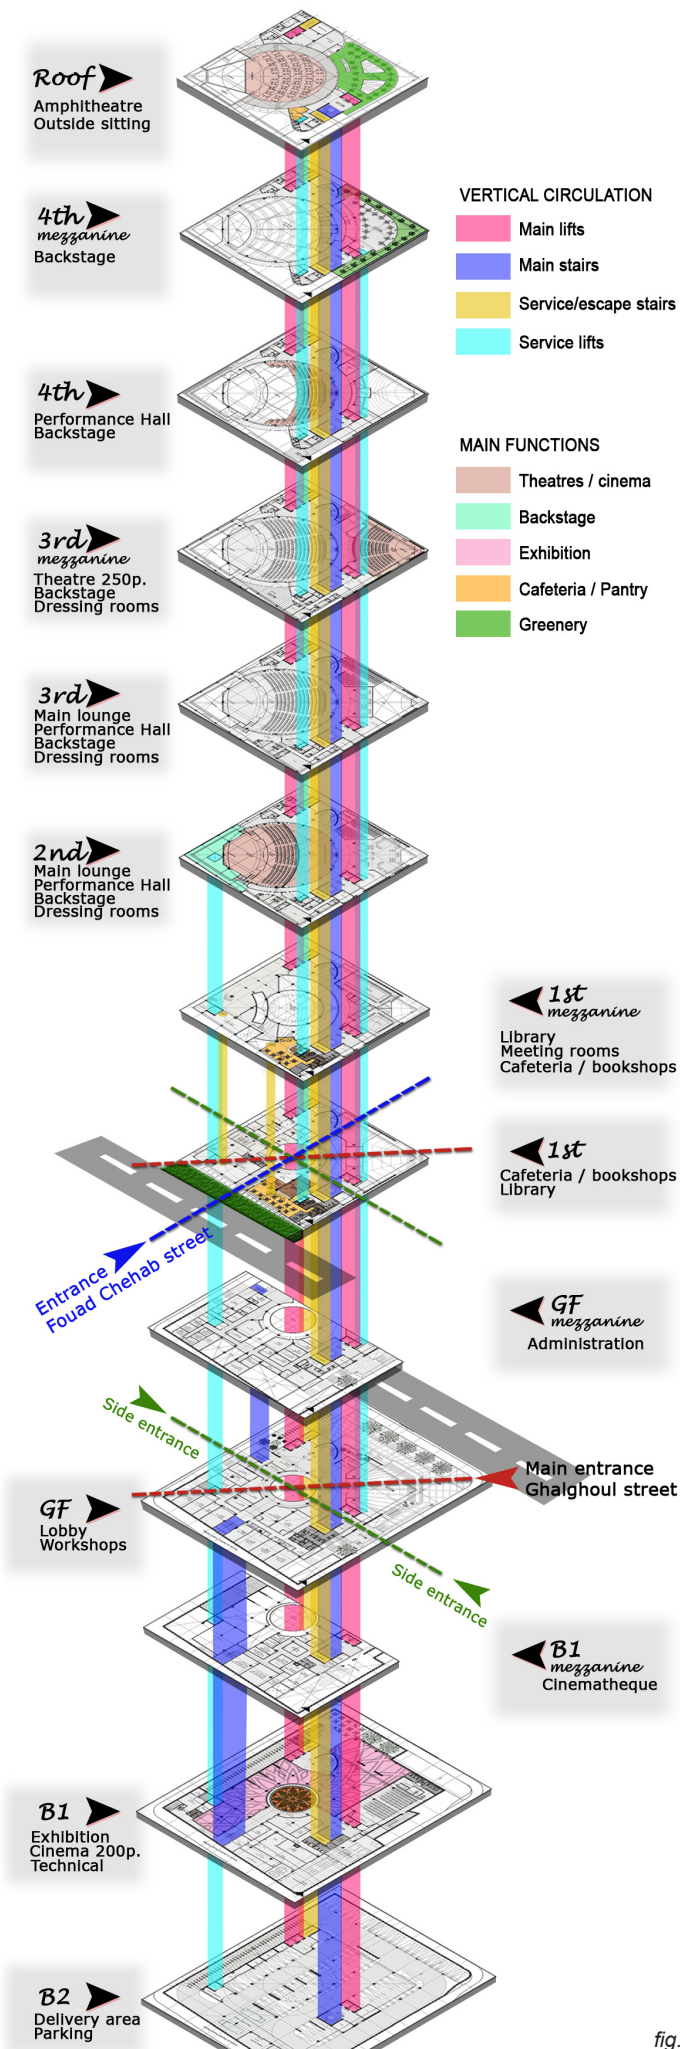 Roof
Amphitheatre
Outside sitting
4th
mezzanine
Backstage
VERTICAL CIRCULATION
Main lifts
Main stairs
Service/escape stairs
Service lifts
4th
Performance Hall
Backstage
MAIN FUNCTIONS
Theatres / cinema
Backstage
Exhibition
Cafeteria / Pantry
Greenery
3rd
mezzanine
Theatre 250p.
Backstage
Dressing rooms
3rd
Main lounge
Performance Hall
Backstage
Dressing rooms
2nd
Main lounge
Performance Hall
Backstage
Dressing rooms
1st
mezzanine
Library
Meeting rooms
Cafeteria / bookshops
1st
Cafeteria / bookshops
Library
Entrance
Fouad Chehab street
GF
mezzanine
Administration
Side entrance
Main entrance
Ghalghoul street
GF
Lobby
Workshops
Side entrance
B1
mezzanine
Cinematheque
B1
Exhibition
Cinema 200p.
Technical
B2
Delivery area
Parking
fig.